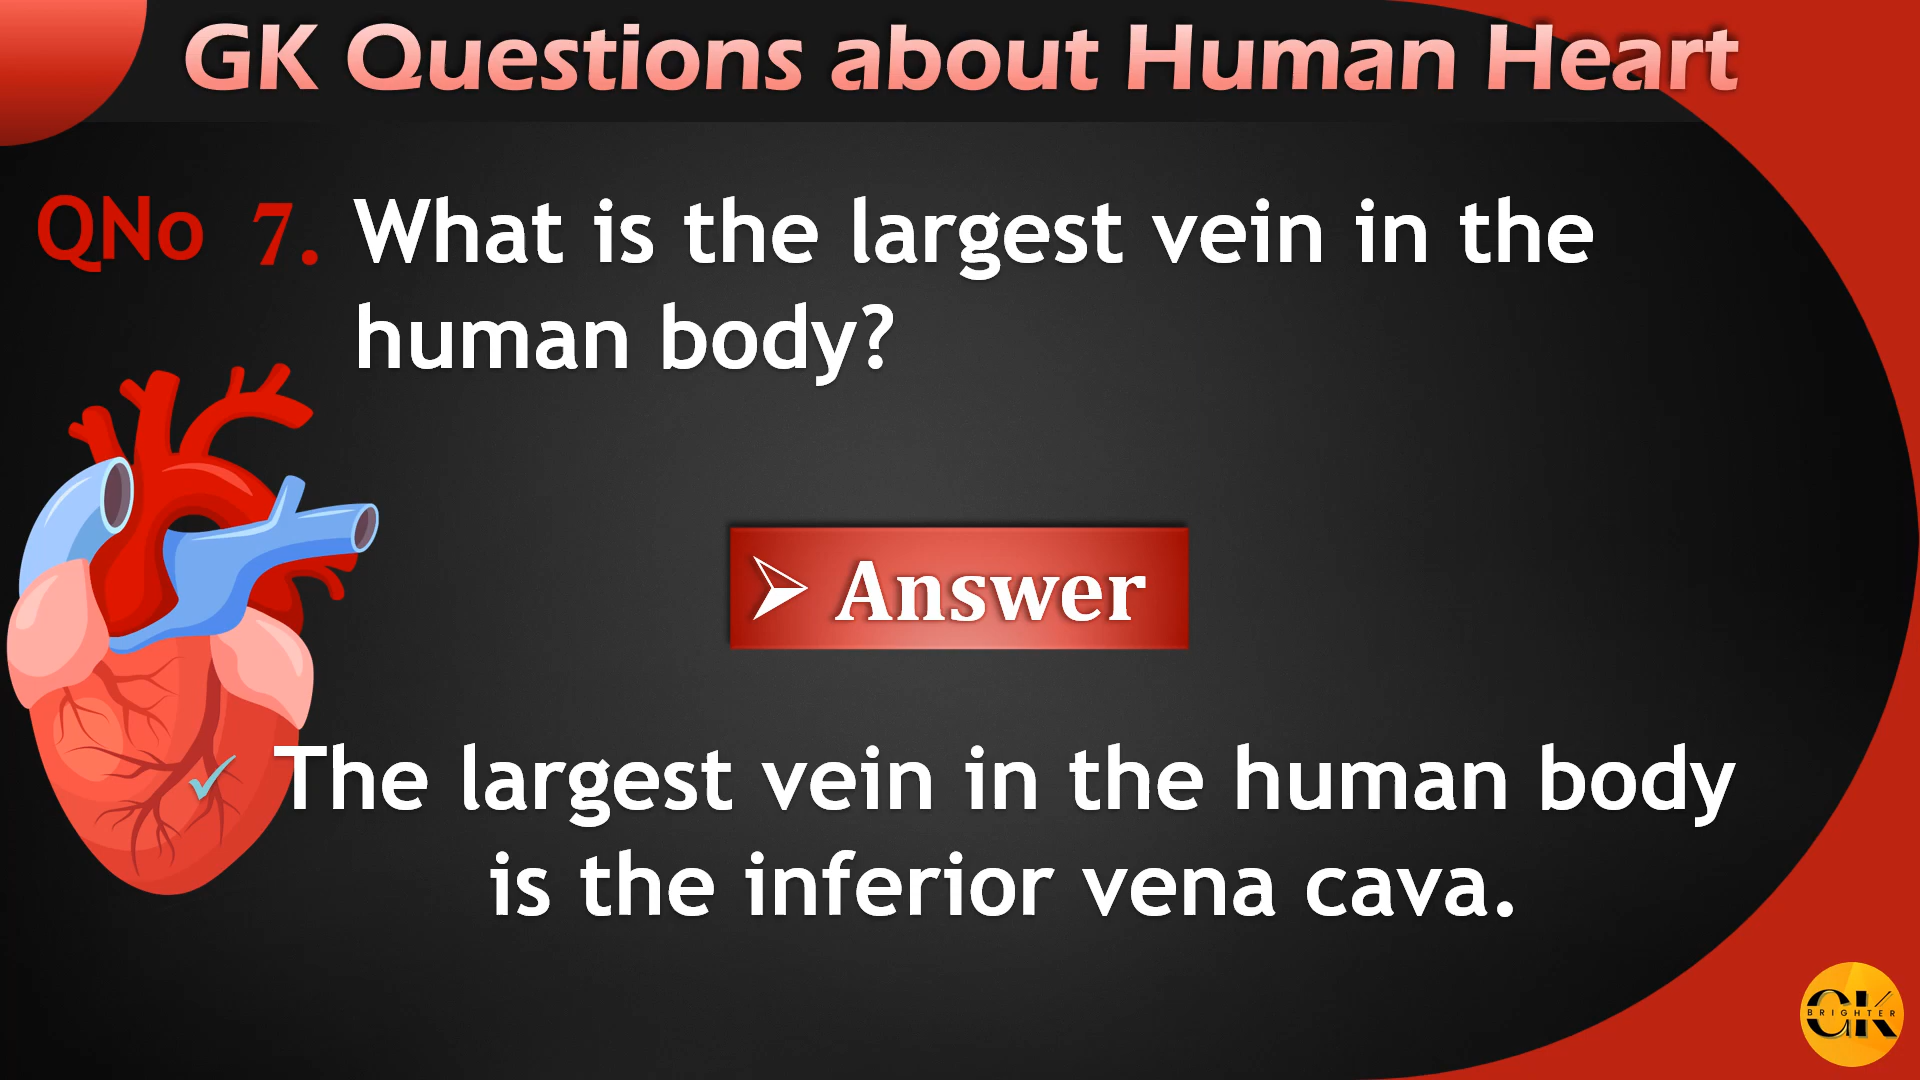 GK Questions about Human Heart
QNo 7. What is the largest vein in the
human body?
Answer
The largest vein in the human body
is the inferior vena cava.
GK
BRIGHTER